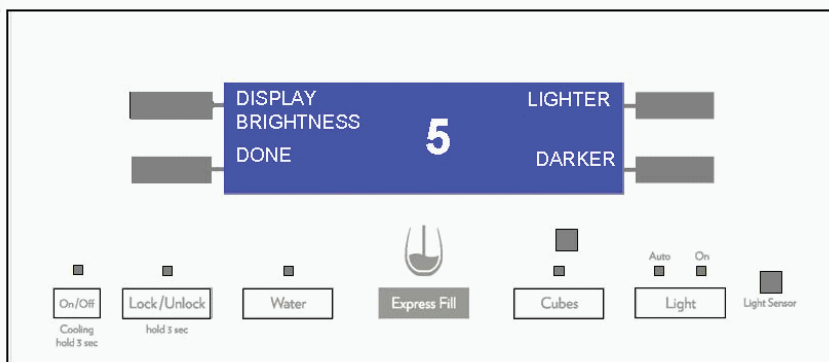 DISPLAY LIGHTER
BRIGHTNESS
5
DONE DARKER
Auto On
On/Off Lock/Unlock Water Express Fill Cubes Light Light Sensor
Cooling hold 3 sec
hold 3 sec